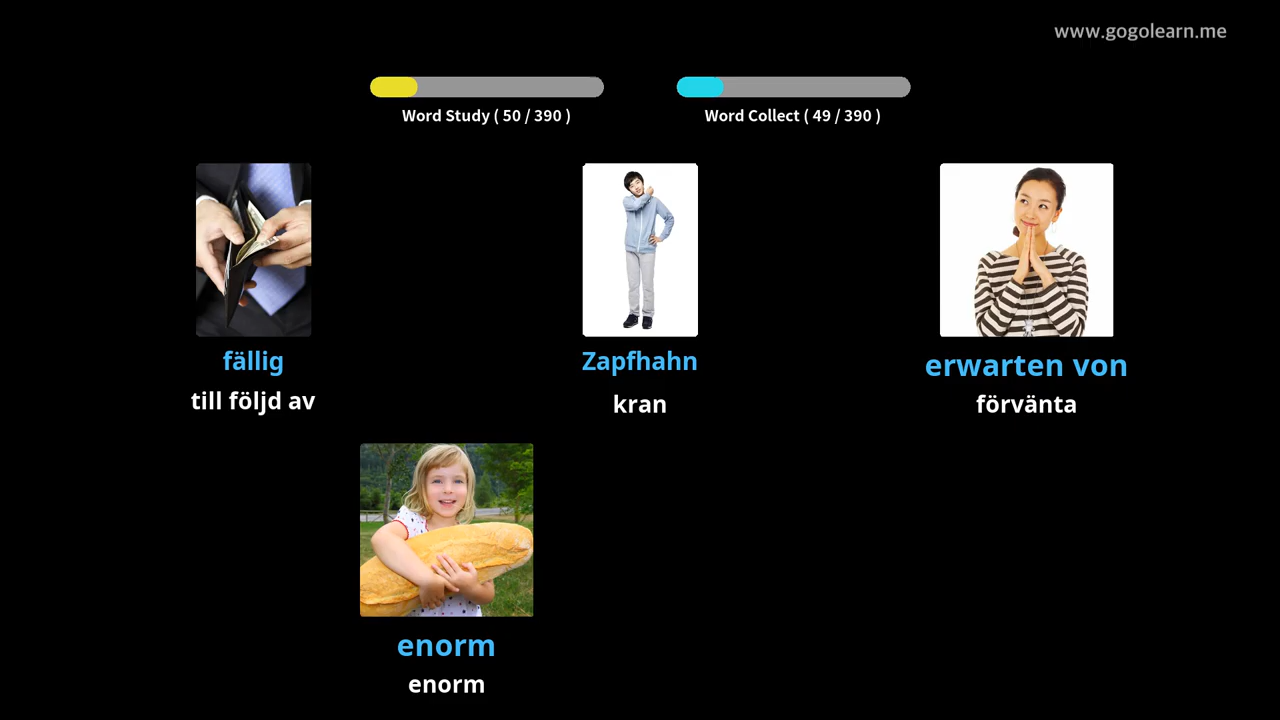 www.gogolearn.me
Word Study ( 50 / 390 )
Word Collect ( 49 / 390 )
fällig
till följd av
Zapfhahn
kran
erwarten von
förvänta
enorm
enorm